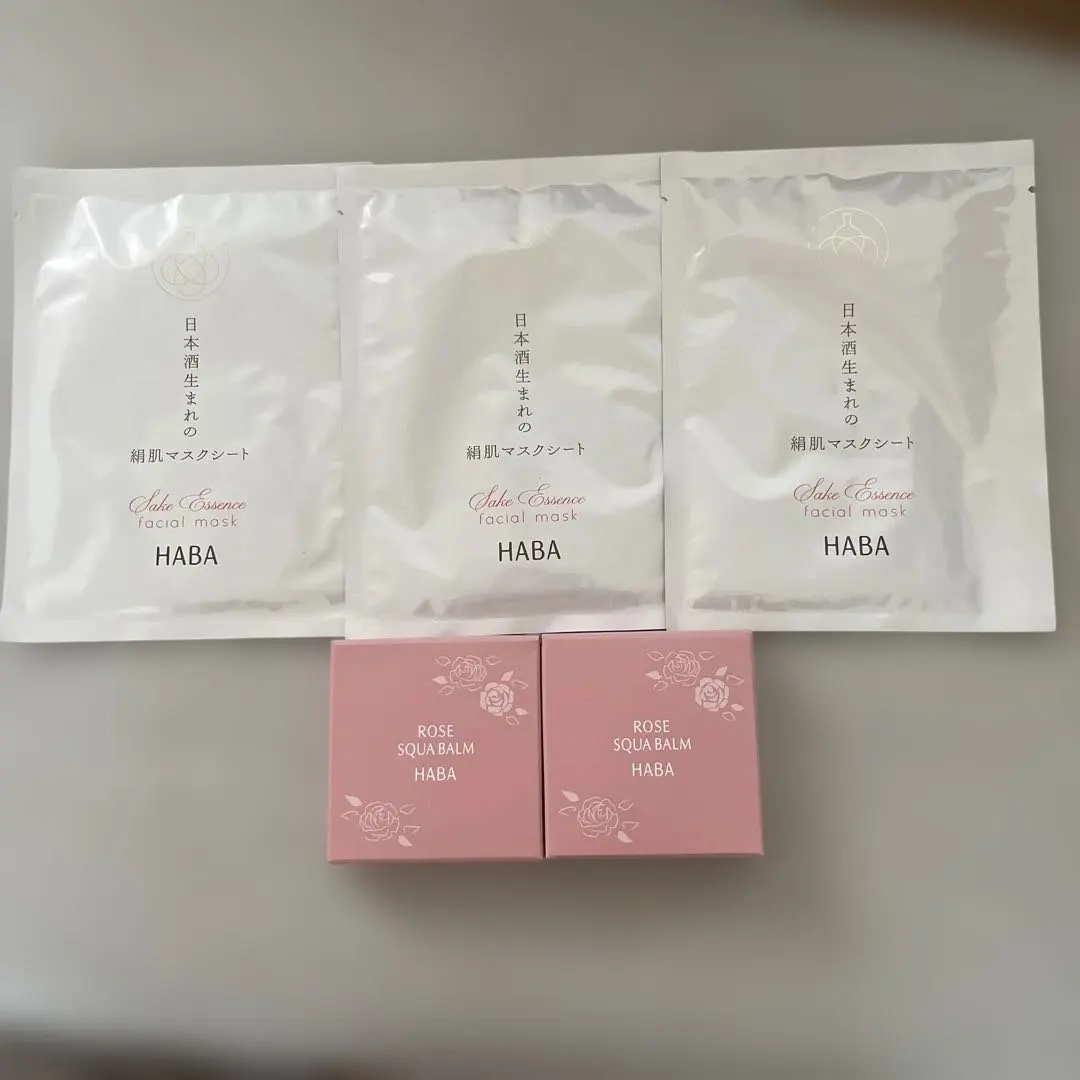 日本酒生まれの
絹肌マスクシート
Sake Essence
facial mask
HABA
日本酒生まれの
絹肌マスクシート
Sake Essence
facial mask
HABA
日本酒生まれの
絹肌マスクシート
Sake Essence
facial mask
HABA
ROSE
SQUA BALM
HABA
ROSE
SQUA BALM
HABA